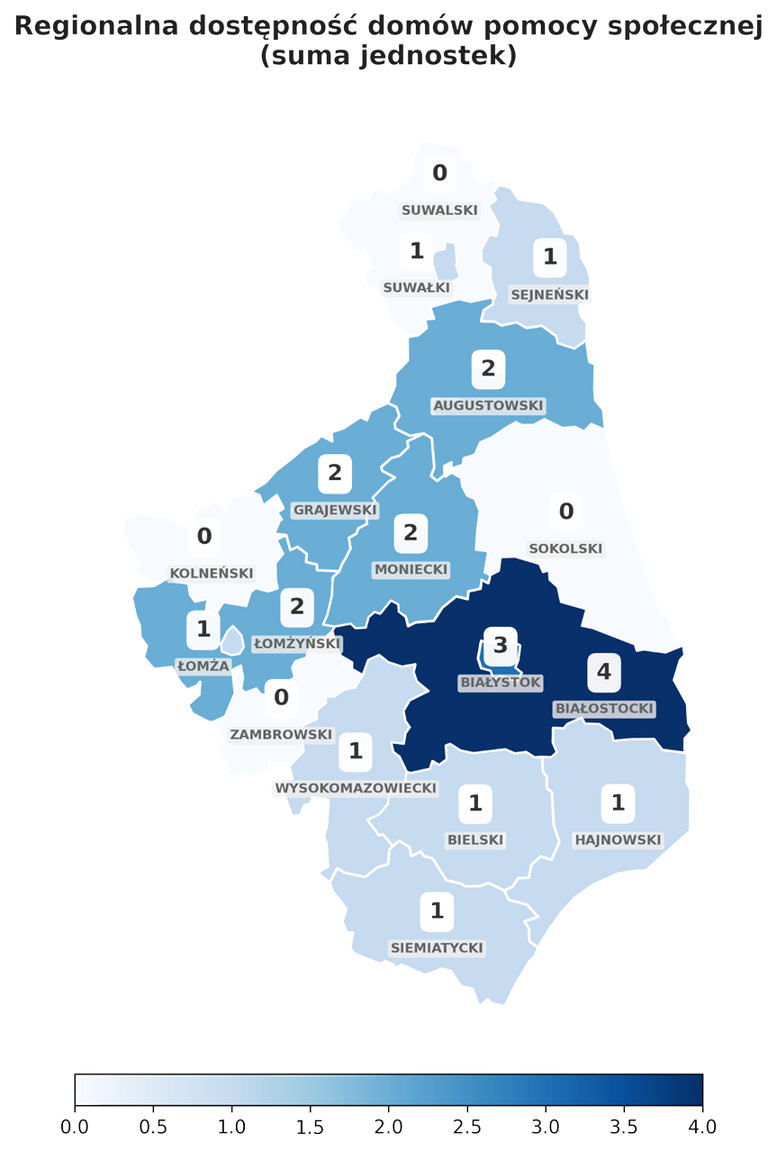 Regionalna dostępność domów pomocy społecznej
(suma jednostek)
0
SUWALSKI
1
SUWAŁKI
1
SEJNEŃSKI
2
AUGUSTOWSKI
2
GRAJEWSKI
0
SOKOLSKI
2
MONIECKI
0
KOLNEŃSKI
2
ŁOMŻYŃSKI
1
ŁOMŻA
3
BIAŁYSTOK
4
BIAŁOSTOCKI
0
ZAMBROWSKI
1
WYSOKOMAZOWIECKI
1
BIELSKI
1
HAJNOWSKI
1
SIEMIATYCKI
0.0 0.5 1.0 1.5 2.0 2.5 3.0 3.5 4.0